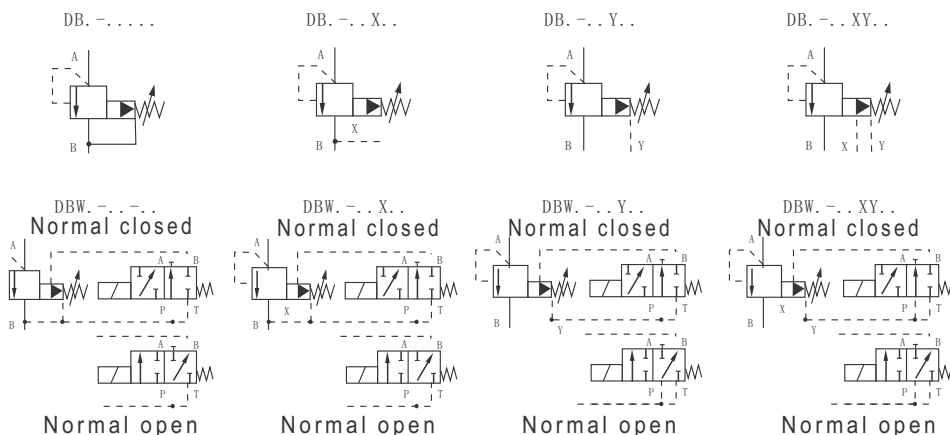 DB.-.....
DB.-..X..
DB.-..Y..
DB.-..XY..
A
A
A
A
X
B
B
B
Y
B
X
Y
DBW.-..-..
DBW.-..X..
DBW.-..Y..
DBW.-..XY..
Normal closed
Normal closed
Normal closed
Normal closed
A
A
B
B
P
T
A
A
B
X
B
P
T
A
A
B
B
Y
P
T
A
A
B
X
B
Y
P
T
A
B
P
T
A
B
P
T
A
B
P
T
A
B
P
T
Normal open
Normal open
Normal open
Normal open